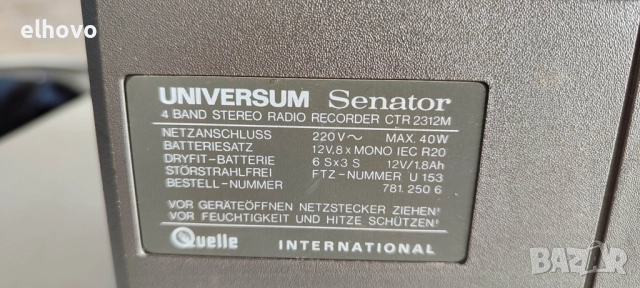 elhovo
UNIVERSUM Senator
4 BAND STEREO RADIO RECORDER CTR 2312M
NETZANSCHLUSS 220V~ MAX. 40W
BATTERIESATZ 12V, 8x MONO IEC R20
DRYFIT-BATTERIE 6 Sx3 S 12V/1.8Ah
STÖRSTRAHLFREI FTZ-NUMMER U 153
BESTELL-NUMMER 781.250 6
VOR GERÄTEÖFFNEN NETZSTECKER ZIEHEN!
VOR FEUCHTIGKEIT UND HITZE SCHÜTZEN!
Quelle INTERNATIONAL
BAZAR